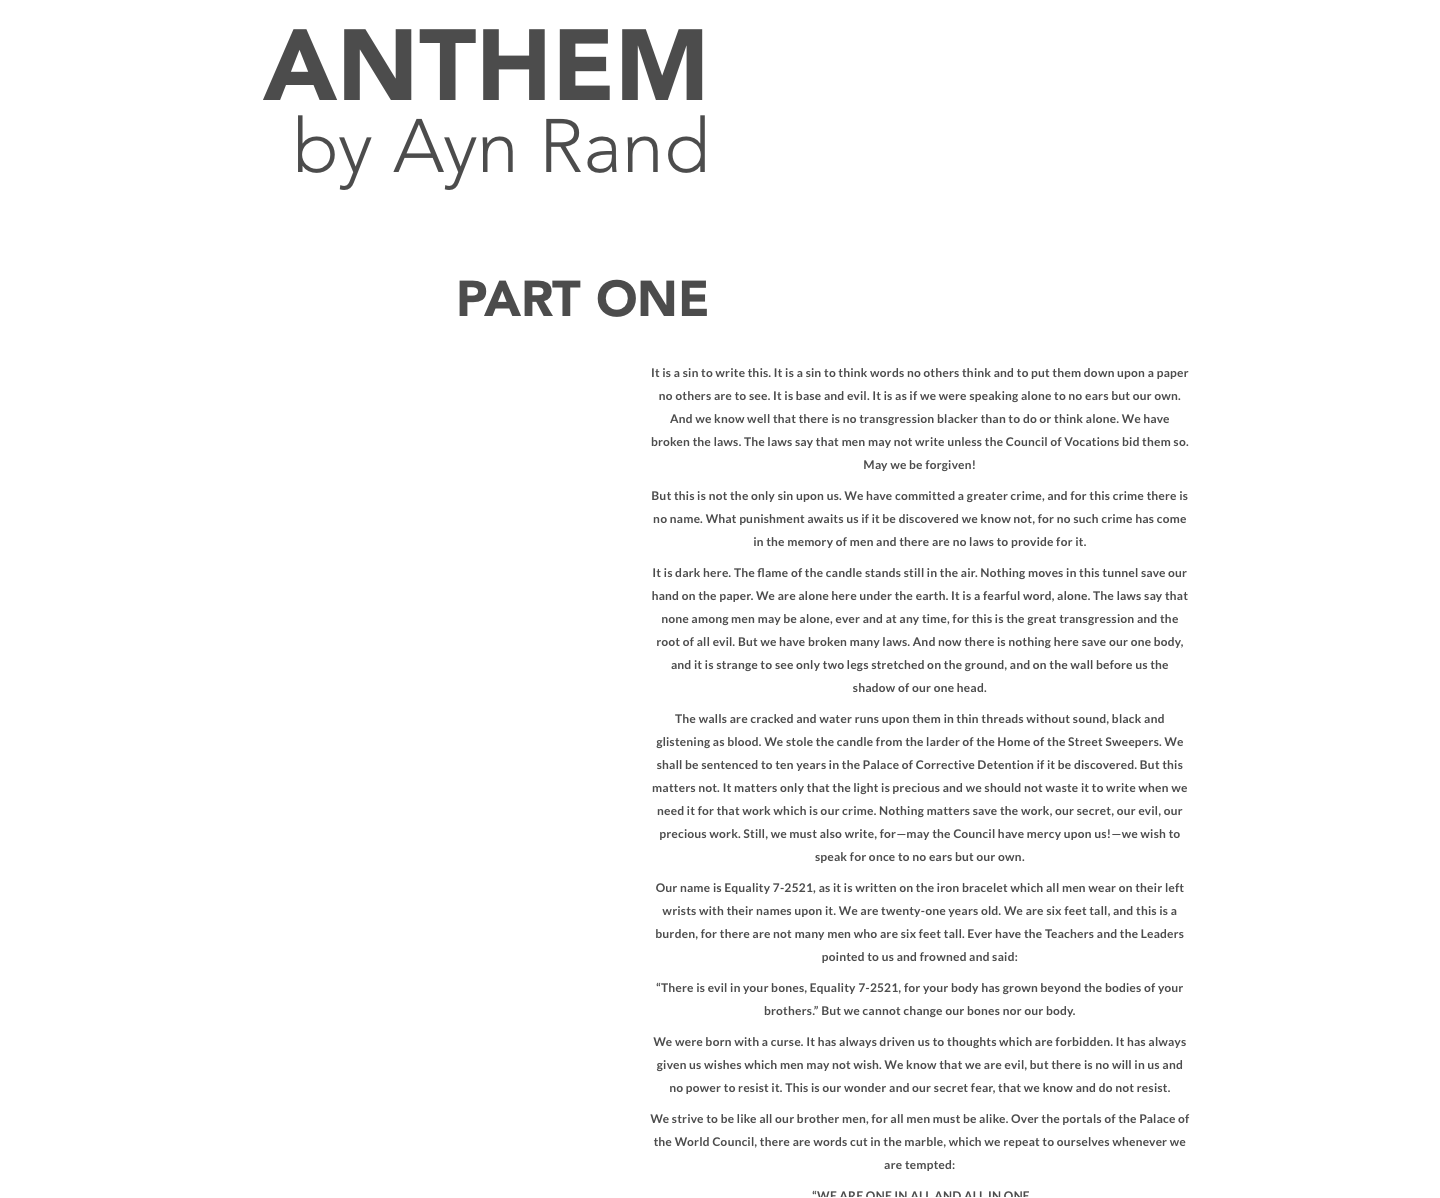 ANTHEM
by Ayn Rand
PART ONE
It is a sin to write this. It is a sin to think words no others think and to put them down upon a paper
no others are to see. It is base and evil. It is as if we were speaking alone to no ears but our own.
And we know well that there is no transgression blacker than to do or think alone. We have
broken the laws. The laws say that men may not write unless the Council of Vocations bid them so.
May we be forgiven!
But this is not the only sin upon us. We have committed a greater crime, and for this crime there is
no name. What punishment awaits us if it be discovered we know not, for no such crime has come
in the memory of men and there are no laws to provide for it.
It is dark here. The flame of the candle stands still in the air. Nothing moves in this tunnel save our
hand on the paper. We are alone here under the earth. It is a fearful word, alone. The laws say that
none among men may be alone, ever and at any time, for this is the great transgression and the
root of all evil. But we have broken many laws. And now there is nothing here save our one body,
and it is strange to see only two legs stretched on the ground, and on the wall before us the
shadow of our one head.
The walls are cracked and water runs upon them in thin threads without sound, black and
glistening as blood. We stole the candle from the larder of the Home of the Street Sweepers. We
shall be sentenced to ten years in the Palace of Corrective Detention if it be discovered. But this
matters not. It matters only that the light is precious and we should not waste it to write when we
need it for that work which is our crime. Nothing matters save the work, our secret, our evil, our
precious work. Still, we must also write, for—may the Council have mercy upon us!—we wish to
speak for once to no ears but our own.
Our name is Equality 7-2521, as it is written on the iron bracelet which all men wear on their left
wrists with their names upon it. We are twenty-one years old. We are six feet tall, and this is a
burden, for there are not many men who are six feet tall. Ever have the Teachers and the Leaders
pointed to us and frowned and said:
“There is evil in your bones, Equality 7-2521, for your body has grown beyond the bodies of your
brothers.” But we cannot change our bones nor our body.
We were born with a curse. It has always driven us to thoughts which are forbidden. It has always
given us wishes which men may not wish. We know that we are evil, but there is no will in us and
no power to resist it. This is our wonder and our secret fear, that we know and do not resist.
We strive to be like all our brother men, for all men must be alike. Over the portals of the Palace of
the World Council, there are words cut in the marble, which we repeat to ourselves whenever we
are tempted:
“WE ARE ONE IN ALL AND ALL IN ONE.